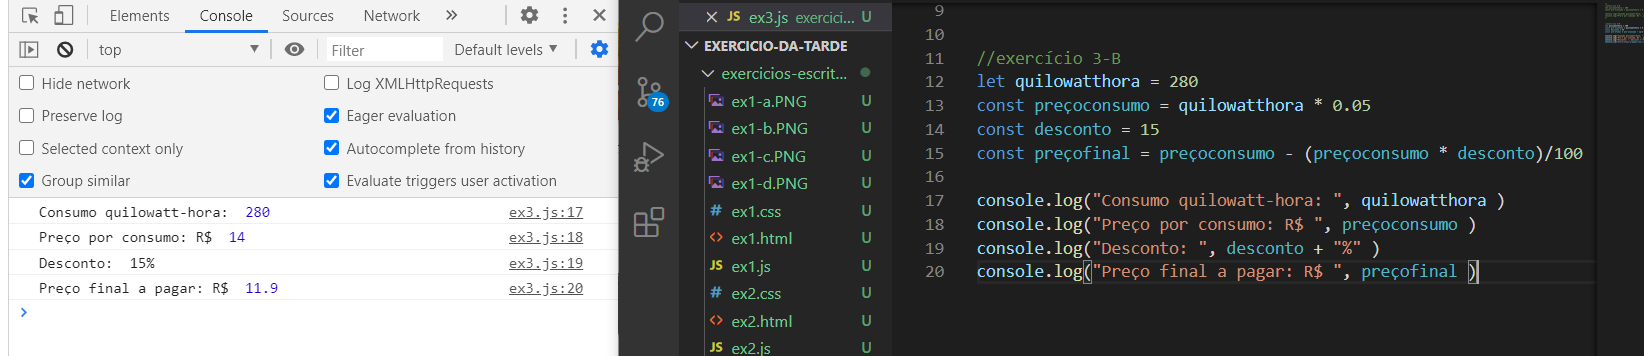 Elements Console Sources Network »
top Filter Default levels
Hide network Log XMLHttpRequests
Preserve log Eager evaluation
Selected context only Autocomplete from history
Group similar Evaluate triggers user activation
Consumo quilowatt-hora:  280 ex3.js:17
Preço por consumo: R$  14 ex3.js:18
Desconto:  15% ex3.js:19
Preço final a pagar: R$  11.9 ex3.js:20
>
76
JS ex3.js exercici... U
EXERCICIO-DA-TARDE
exercicios-escrit...
ex1-a.PNG U
ex1-b.PNG U
ex1-c.PNG U
ex1-d.PNG U
# ex1.css U
<> ex1.html U
JS ex1.js U
# ex2.css U
<> ex2.html U
JS ex2.js U
9
10
11 //exercício 3-B
12 let quilowatthora = 280
13 const preçoconsumo = quilowatthora * 0.05
14 const desconto = 15
15 const preçofinal = preçoconsumo - (preçoconsumo * desconto)/100
16
17 console.log("Consumo quilowatt-hora: ", quilowatthora )
18 console.log("Preço por consumo: R$ ", preçoconsumo )
19 console.log("Desconto: ", desconto + "%" )
20 console.log("Preço final a pagar: R$ ", preçofinal )